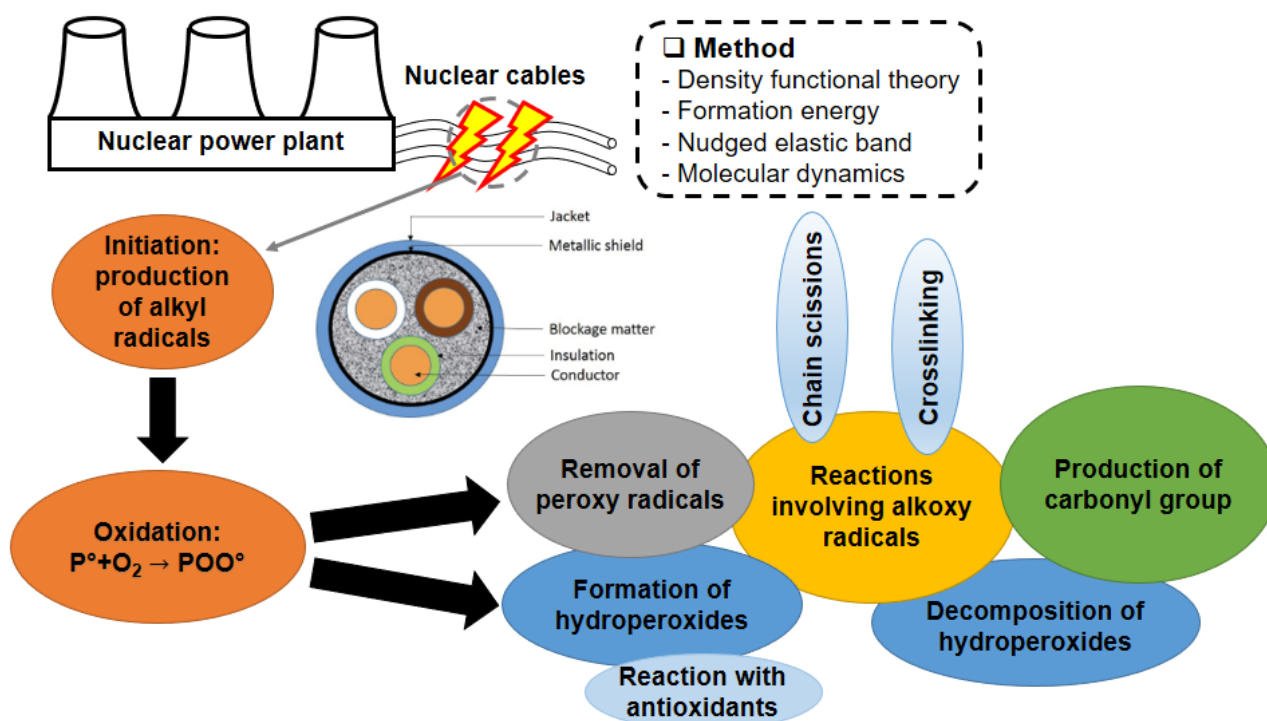 Nuclear power plant
Nuclear cables
❑ Method
- Density functional theory
- Formation energy
- Nudged elastic band
- Molecular dynamics
Initiation:
production
of alkyl
radicals
Jacket
Metallic shield
Blockage matter
Insulation
Conductor
Chain scissions
Crosslinking
Oxidation:
P°+O₂ → POO°
Removal of
peroxy radicals
Reactions
involving alkoxy
radicals
Production of
carbonyl group
Formation of
hydroperoxides
Decomposition of
hydroperoxides
Reaction with
antioxidants